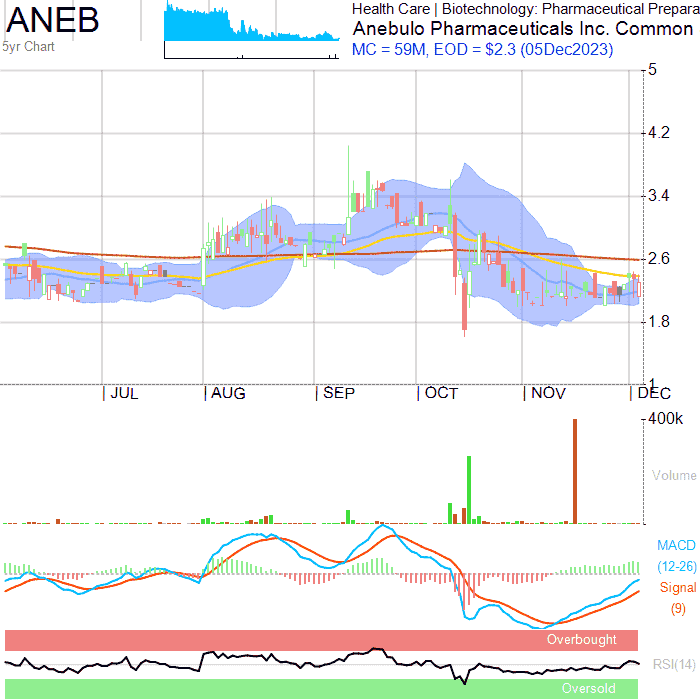 ANEB
5yr Chart
Health Care | Biotechnology: Pharmaceutical Prepara
Anebulo Pharmaceuticals Inc. Common
MC = 59M, EOD = $2.3 (05Dec2023)
5
4.2
3.4
2.6
1.8
1
JUL
AUG
SEP
OCT
NOV
DEC
400k
Volume
MACD
(12-26)
Signal
(9)
Overbought
RSI(14)
Oversold